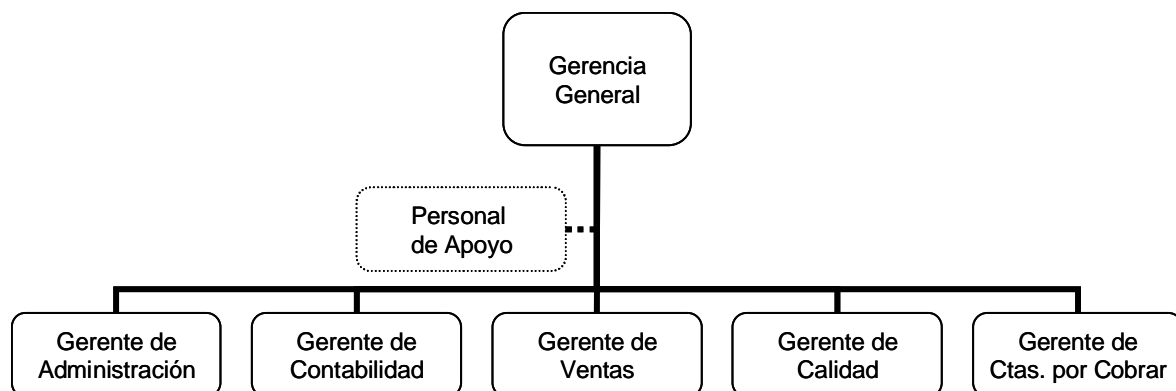 Gerencia
General
Personal
de Apoyo
Gerente de
Administración
Gerente de
Contabilidad
Gerente de
Ventas
Gerente de
Calidad
Gerente de
Ctas. por Cobrar